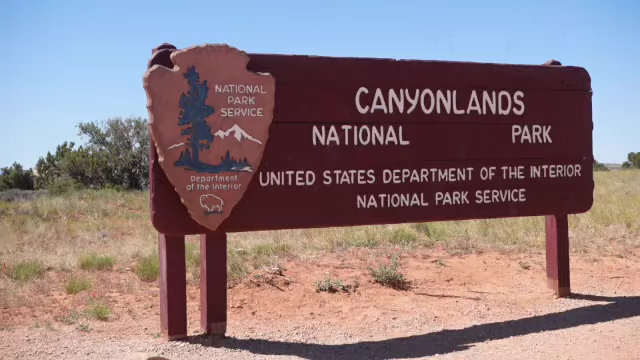 NATIONAL
PARK
SERVICE
Department
of the Interior
CANYONLANDS
NATIONAL PARK
UNITED STATES DEPARTMENT OF THE INTERIOR
NATIONAL PARK SERVICE